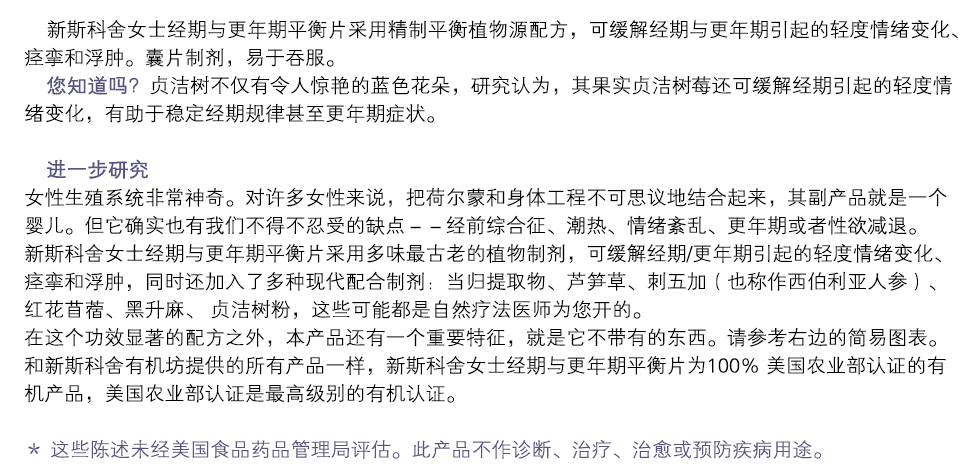 新斯科舍女士经期与更年期平衡片采用精制平衡植物源配方，可缓解经期与更年期引起的轻度情绪变化、
痉挛和浮肿。囊片制剂，易于吞服。
您知道吗？贞洁树不仅有令人惊艳的蓝色花朵，研究认为，其果实贞洁树莓还可缓解经期引起的轻度情
绪变化，有助于稳定经期规律甚至更年期症状。
进一步研究
女性生殖系统非常神奇。对许多女性来说，把荷尔蒙和身体工程不可思议地结合起来，其副产品就是一个
婴儿。但它确实也有我们不得不忍受的缺点－－经前综合征、潮热、情绪紊乱、更年期或者性欲减退。
新斯科舍女士经期与更年期平衡片采用多味最古老的植物制剂，可缓解经期/更年期引起的轻度情绪变化、
痉挛和浮肿，同时还加入了多种现代配合制剂：当归提取物、芦笋草、刺五加（也称作西伯利亚人参）、
红花苜蓿、黑升麻、 贞洁树粉，这些可能都是自然疗法医师为您开的。
在这个功效显著的配方之外，本产品还有一个重要特征，就是它不带有的东西。请参考右边的简易图表。
和新斯科舍有机坊提供的所有产品一样，新斯科舍女士经期与更年期平衡片为100% 美国农业部认证的有
机产品，美国农业部认证是最高级别的有机认证。
＊ 这些陈述未经美国食品药品管理局评估。此产品不作诊断、治疗、治愈或预防疾病用途。